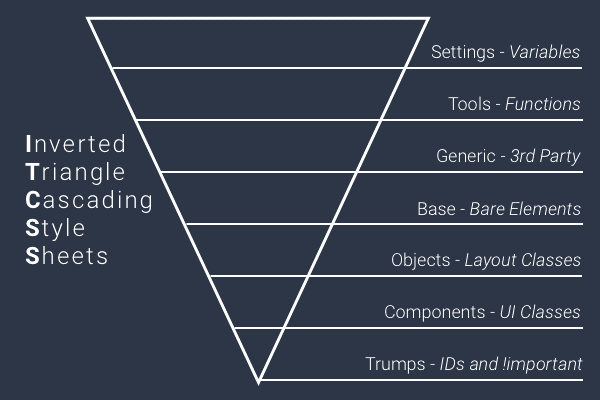 Inverted
Triangle
Cascading
Style
Sheets
Settings - Variables
Tools - Functions
Generic - 3rd Party
Base - Bare Elements
Objects - Layout Classes
Components - UI Classes
Trumps - IDs and !important